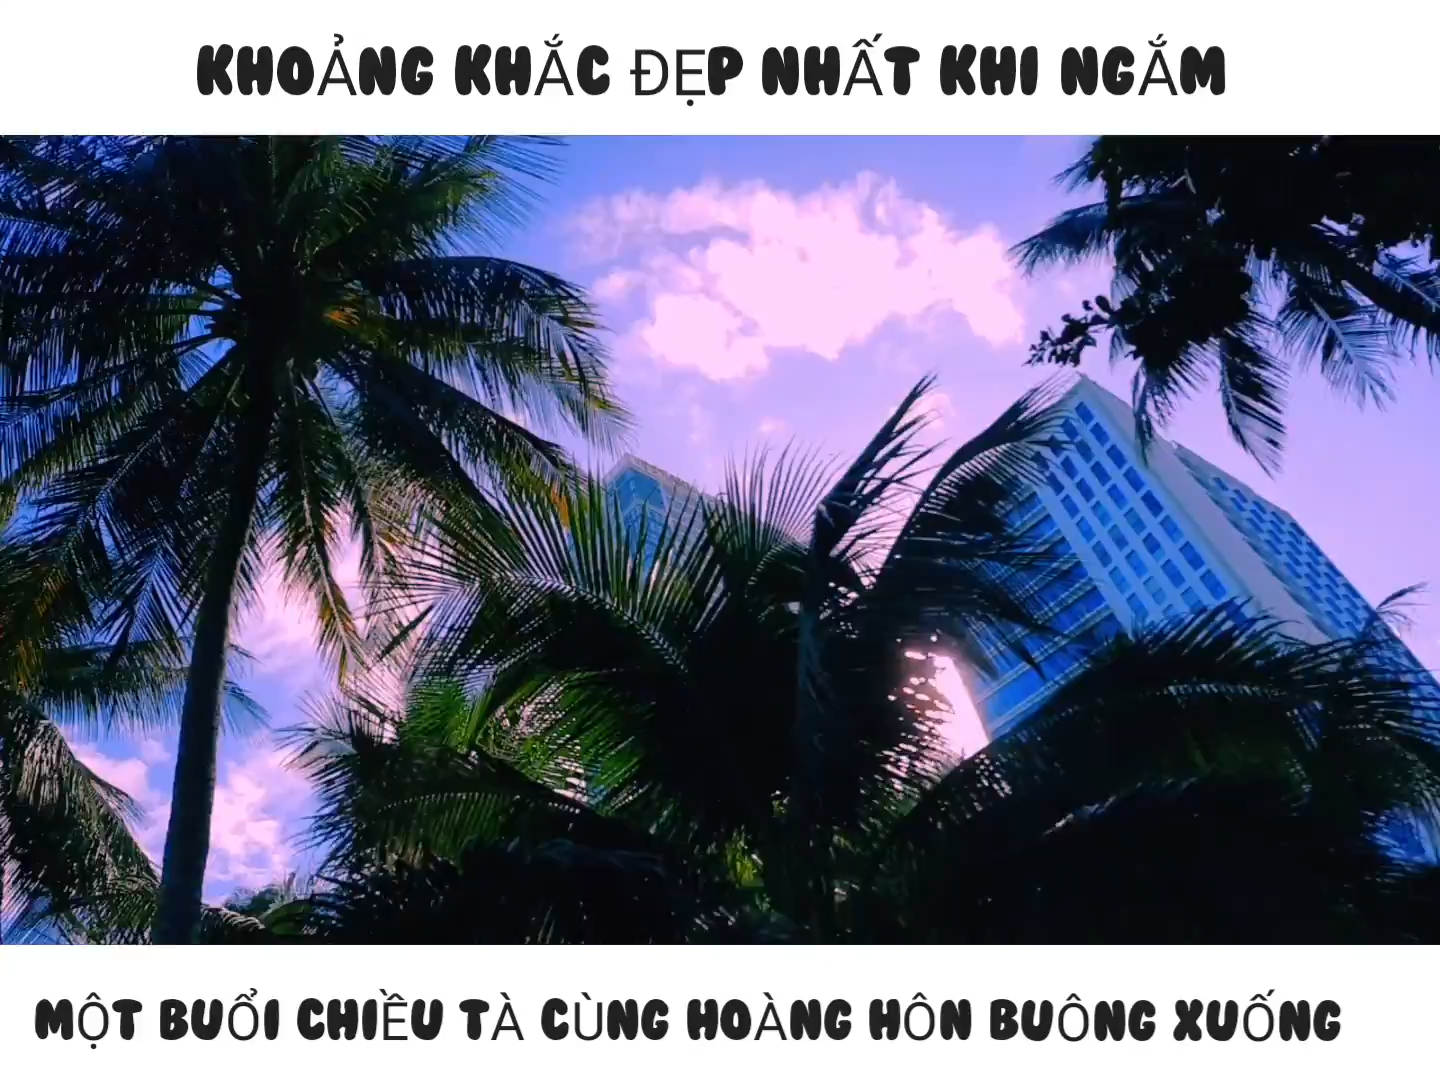 KHOẢNG KHẮC ĐẸP NHẤT KHI NGẮM
MỘT BUỔI CHIỀU TÀ CÙNG HOÀNG HÔN BUÔNG XUỐNG